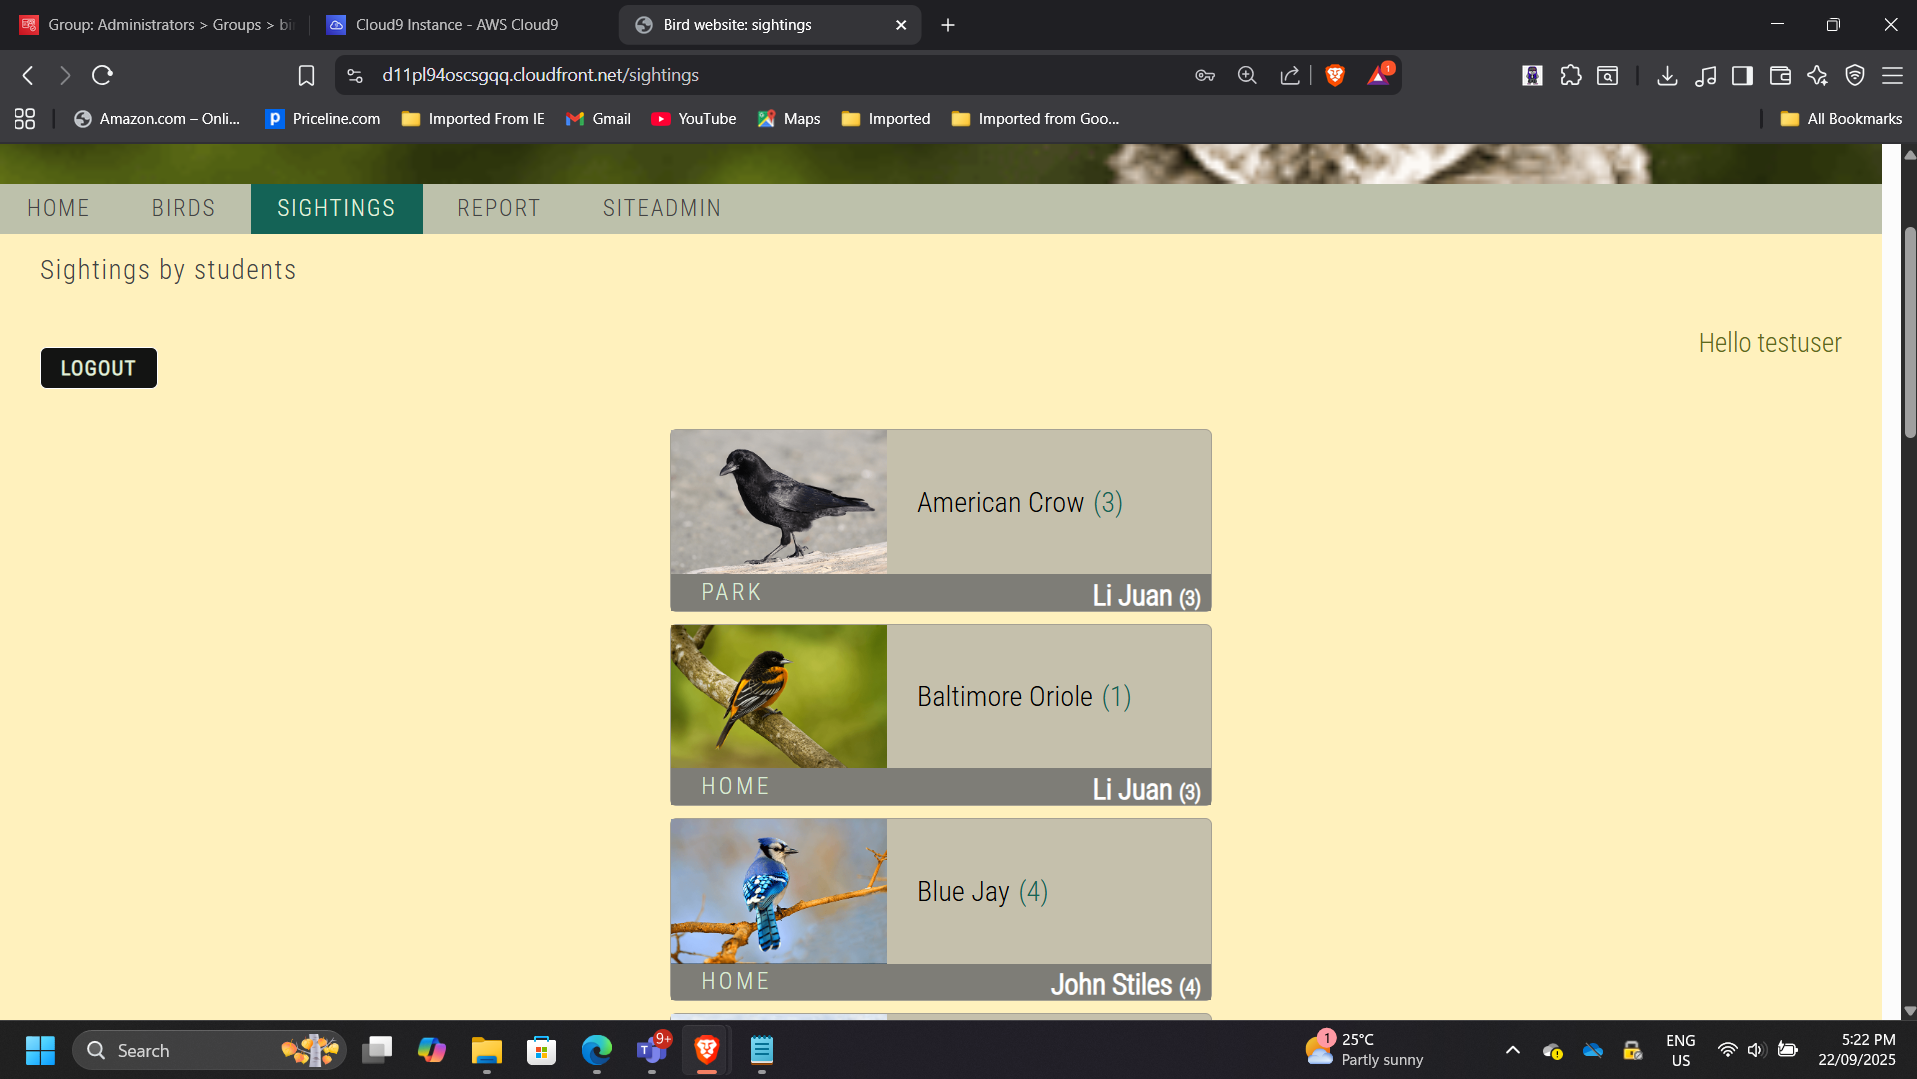 Group: Administrators > Groups > bi
Cloud9 Instance - AWS Cloud9
Bird website: sightings
d11pl94oscsgqq.cloudfront.net/sightings
1
Amazon.com – Onli...
Priceline.com
Imported From IE
Gmail
YouTube
Maps
Imported
Imported from Goo...
All Bookmarks
HOME
BIRDS
SIGHTINGS
REPORT
SITEADMIN
Sightings by students
Hello testuser
LOGOUT
American Crow (3)
PARK
Li Juan (3)
Baltimore Oriole (1)
HOME
Li Juan (3)
Blue Jay (4)
HOME
John Stiles (4)
Search
9+
1
25°C
Partly sunny
ENG
US
5:22 PM
22/09/2025